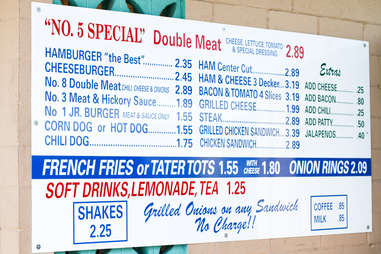 "NO. 5 SPECIAL" Double Meat CHEESE, LETTUCE, TOMATO & SPECIAL DRESSING 2.89
HAMBURGER "the Best" 2.35
CHEESEBURGER 2.45
No. 8 Double Meat CHILI, CHEESE & ONIONS 2.89
No. 3 Meat & Hickory Sauce 1.89
No 1 JR. BURGER MEAT & SAUCE ONLY 1.55
CORN DOG or HOT DOG 1.55
CHILI DOG 1.75
HAM Center Cut 2.89
HAM & CHEESE 3 Decker 3.19
BACON & TOMATO 4 Slices 3.19
GRILLED CHEESE 1.99
STEAK 2.89
GRILLED CHICKEN SANDWICH 3.39
CHICKEN SANDWICH 2.89
Extras
ADD CHEESE .25
ADD BACON .80
ADD CHILI .25
ADD PATTY .50
JALAPENOS .40
FRENCH FRIES or TATER TOTS 1.55 WITH CHEESE 1.80 ONION RINGS 2.09
SOFT DRINKS, LEMONADE, TEA 1.25
SHAKES
2.25
Grilled Onions on any Sandwich
No Charge!!
COFFEE .85
MILK .85